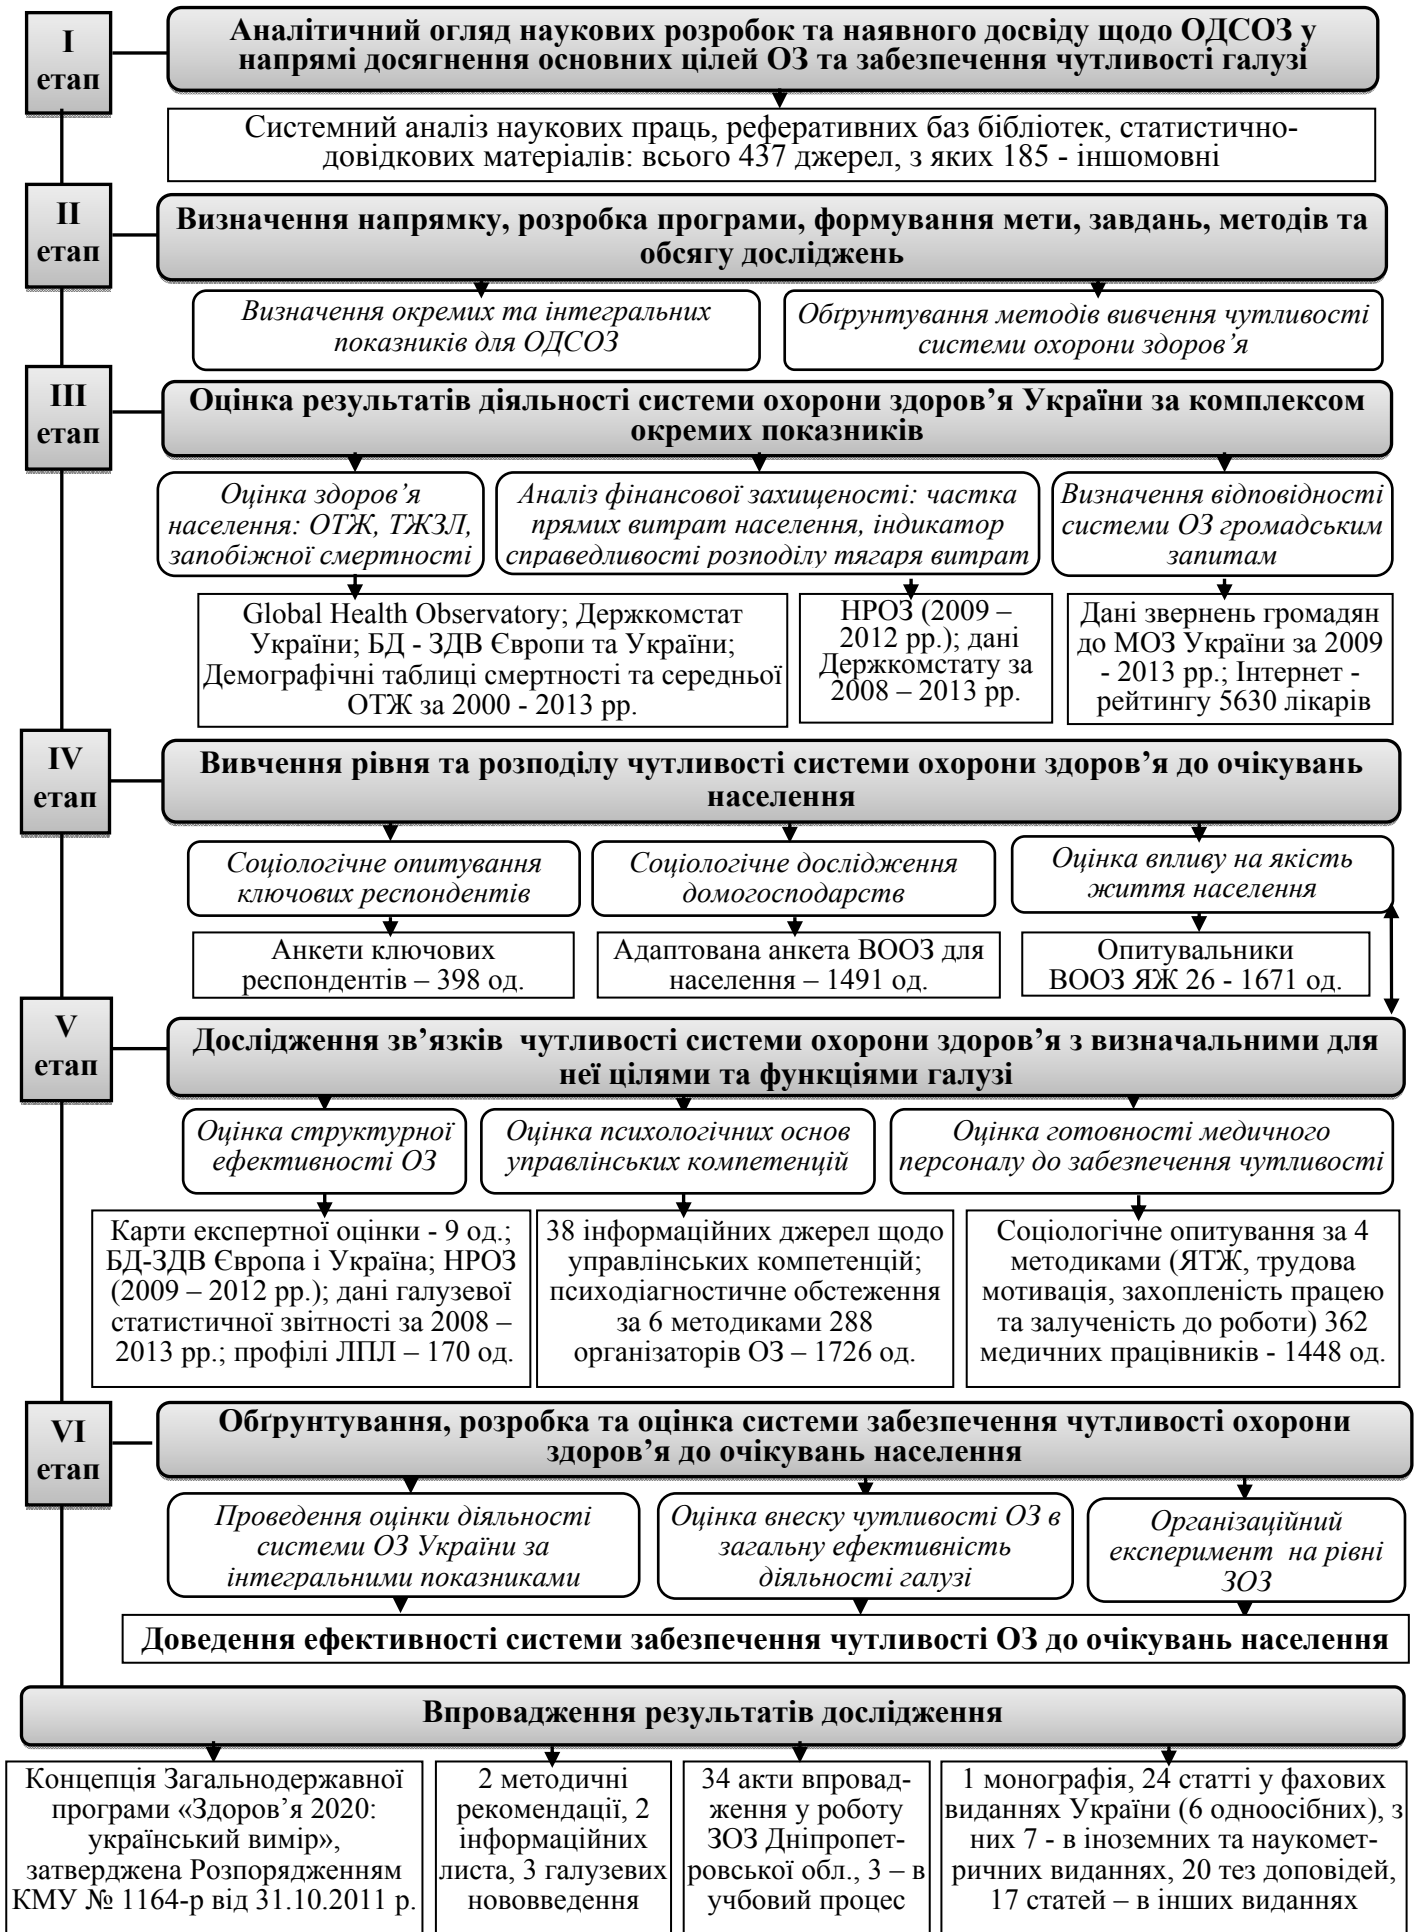 І
етап
Аналітичний огляд наукових розробок та наявного досвіду щодо ОДСОЗ у
напрямі досягнення основних цілей ОЗ та забезпечення чутливості галузі
Системний аналіз наукових праць, реферативних баз бібліотек, статистично-
довідкових матеріалів: всього 437 джерел, з яких 185 - іншомовні
ІІ
етап
Визначення напрямку, розробка програми, формування мети, завдань, методів та
обсягу досліджень
Визначення окремих та інтегральних
показників для ОДСОЗ
Обґрунтування методів вивчення чутливості
системи охорони здоров’я
ІІІ
етап
Оцінка результатів діяльності системи охорони здоров’я України за комплексом
окремих показників
Оцінка здоров’я
населення: ОТЖ, ТЖЗЛ,
запобіжної смертності
Аналіз фінансової захищеності: частка
прямих витрат населення, індикатор
справедливості розподілу тягаря витрат
Визначення відповідності
системи ОЗ громадським
запитам
Global Health Observatory; Держкомстат
України; БД - ЗДВ Європи та України;
Демографічні таблиці смертності та середньої
ОТЖ за 2000 - 2013 рр.
НРОЗ (2009 –
2012 рр.); дані
Держкомстату за
2008 – 2013 рр.
Дані звернень громадян
до МОЗ України за 2009
- 2013 рр.; Інтернет -
рейтингу 5630 лікарів
IV
етап
Вивчення рівня та розподілу чутливості системи охорони здоров’я до очікувань
населення
Соціологічне опитування
ключових респондентів
Соціологічне дослідження
домогосподарств
Оцінка впливу на якість
життя населення
Анкети ключових
респондентів – 398 од.
Адаптована анкета ВООЗ для
населення – 1491 од.
Опитувальники
ВООЗ ЯЖ 26 - 1671 од.
V
етап
Дослідження зв’язків  чутливості системи охорони здоров’я з визначальними для
неї цілями та функціями галузі
Оцінка структурної
ефективності ОЗ
Оцінка психологічних основ
управлінських компетенцій
Оцінка готовності медичного
персоналу до забезпечення чутливості
Карти експертної оцінки - 9 од.;
БД-ЗДВ Європа і Україна; НРОЗ
(2009 – 2012 рр.); дані галузевої
статистичної звітності за 2008 –
2013 рр.; профілі ЛПЛ – 170 од.
38 інформаційних джерел щодо
управлінських компетенцій;
психодіагностичне обстеження
за 6 методиками 288
організаторів ОЗ – 1726 од.
Соціологічне опитування за 4
методиками (ЯТЖ, трудова
мотивація, захопленість працею
та залученість до роботи) 362
медичних працівників - 1448 од.
VI
етап
Обґрунтування, розробка та оцінка системи забезпечення чутливості охорони
здоров’я до очікувань населення
Проведення оцінки діяльності
системи ОЗ України за
інтегральними показниками
Оцінка внеску чутливості ОЗ в
загальну ефективність
діяльності галузі
Організаційний
експеримент  на рівні
ЗОЗ
Доведення ефективності системи забезпечення чутливості ОЗ до очікувань населення
Впровадження результатів дослідження
Концепція Загальнодержавної
програми «Здоров’я 2020:
український вимір»,
затверджена Розпорядженням
КМУ № 1164-р від 31.10.2011 р.
2 методичні
рекомендації, 2
інформаційних
листа, 3 галузевих
нововведення
34 акти впровад-
ження у роботу
ЗОЗ Дніпропет-
ровської обл., 3 – в
учбовий процес
1 монографія, 24 статті у фахових
виданнях України (6 одноосібних), з
них 7 - в іноземних та наукомет-
ричних виданнях, 20 тез доповідей,
17 статей – в інших виданнях